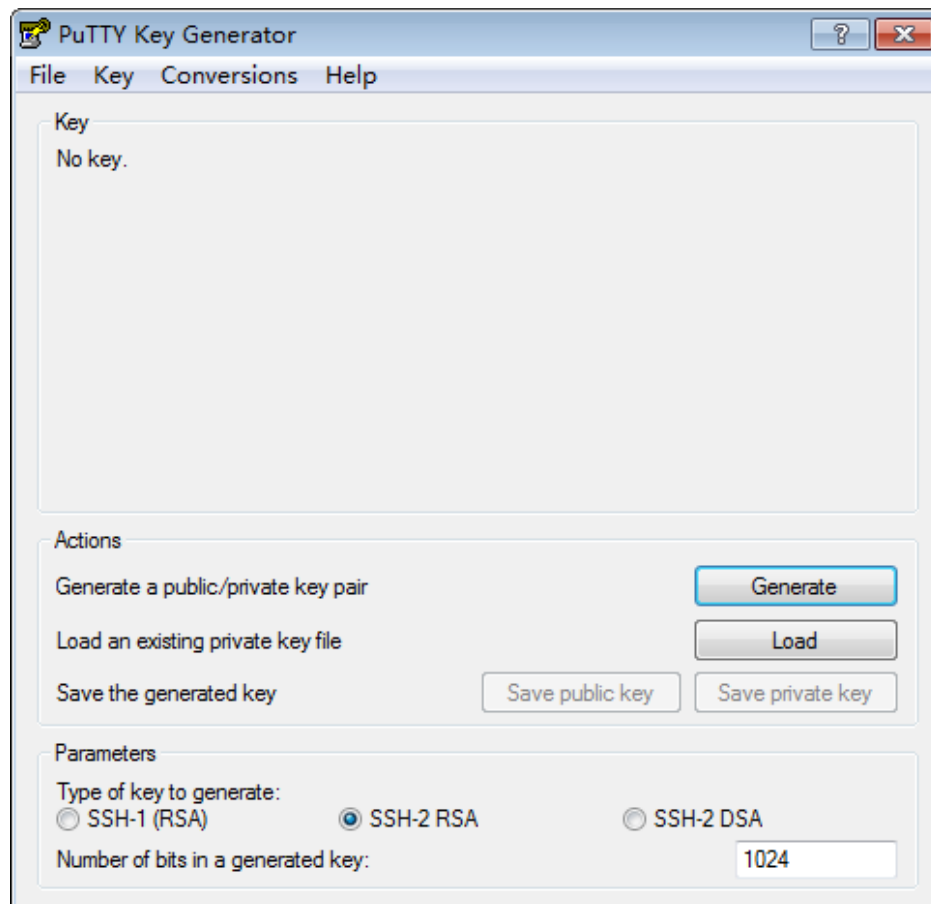 PuTTY Key Generator
File Key Conversions Help
Key
No key.
Actions
Generate a public/private key pair Generate
Load an existing private key file Load
Save the generated key Save public key Save private key
Parameters
Type of key to generate:
SSH-1 (RSA) SSH-2 RSA SSH-2 DSA
Number of bits in a generated key: 1024